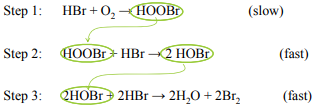 Step 1: HBr + O₂ → HOOBr (slow)
Step 2: HOOBr + HBr → 2 HOBr (fast)
Step 3: 2HOBr + 2HBr → 2H₂O + 2Br₂ (fast)